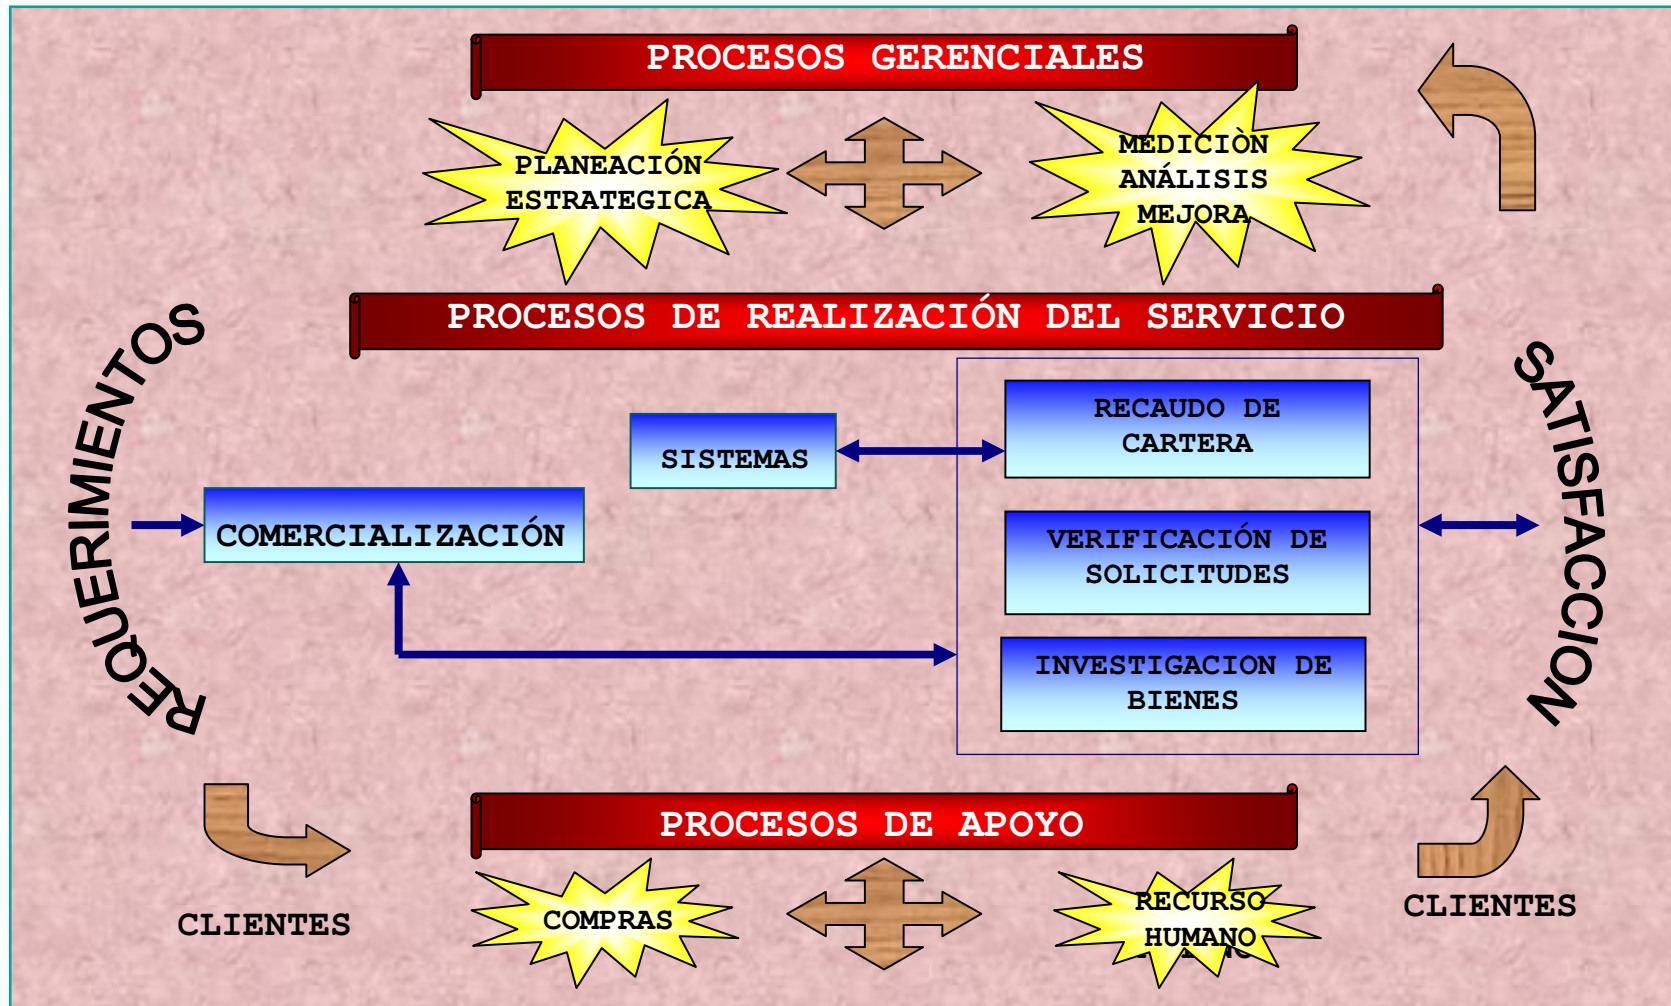 PROCESOS GERENCIALES
PLANEACIÓN
ESTRATEGICA
MEDICIÒN
ANÁLISIS
MEJORA
PROCESOS DE REALIZACIÓN DEL SERVICIO
REQUERIMIENTOS
COMERCIALIZACIÓN
SISTEMAS
RECAUDO DE
CARTERA
VERIFICACIÓN DE
SOLICITUDES
INVESTIGACION DE
BIENES
SATISFACCION
PROCESOS DE APOYO
CLIENTES
COMPRAS
RECURSO
HUMANO
CLIENTES